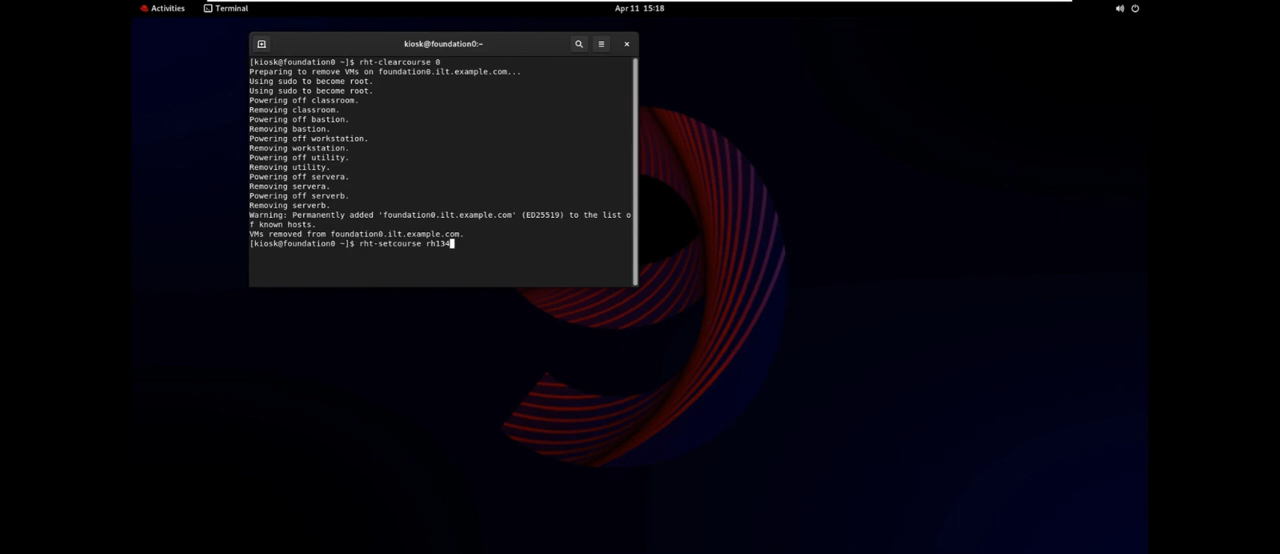 Activities
Terminal
Apr 11 15:18
kiosk@foundation0:~
[kiosk@foundation0 ~]$ rht-clearcourse 0
Preparing to remove VMs on foundation0.ilt.example.com...
Using sudo to become root.
Using sudo to become root.
Powering off classroom.
Removing classroom.
Powering off bastion.
Removing bastion.
Powering off workstation.
Removing workstation.
Powering off utility.
Removing utility.
Powering off servera.
Removing servera.
Powering off serverb.
Removing serverb.
Warning: Permanently added 'foundation0.ilt.example.com' (ED25519) to the list o
f known hosts.
VMs removed from foundation0.ilt.example.com.
[kiosk@foundation0 ~]$ rht-setcourse rh134